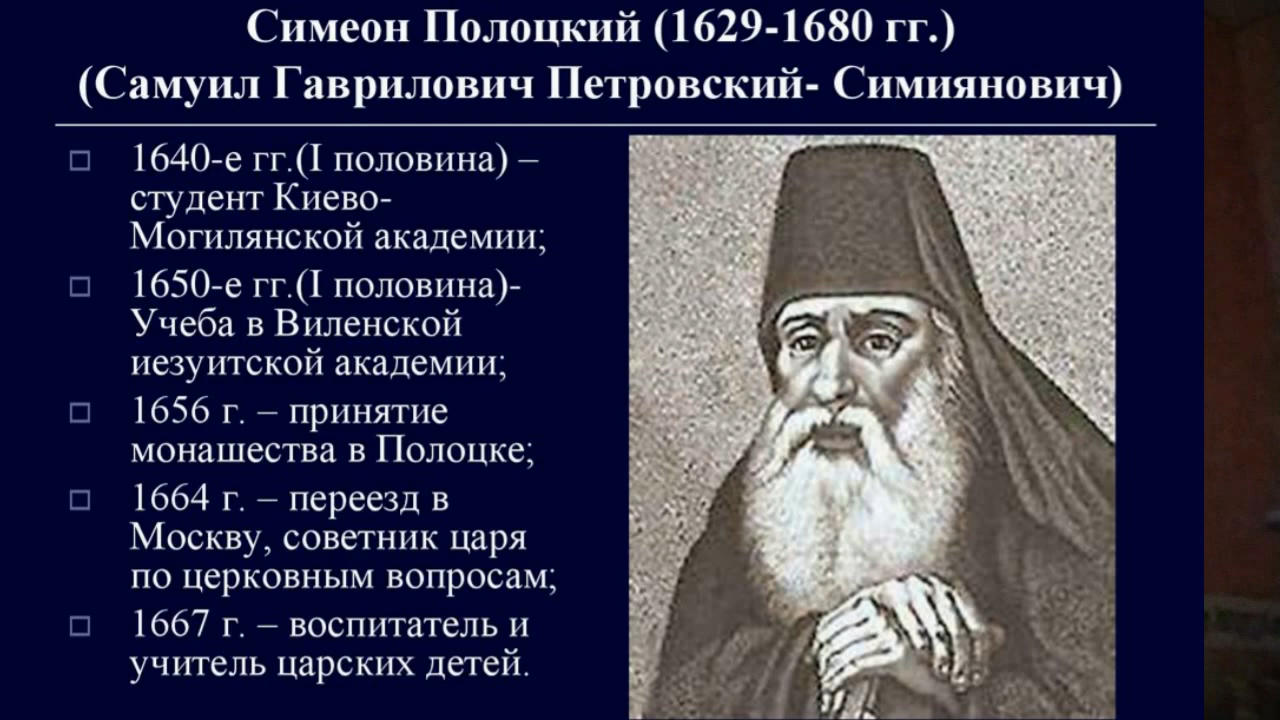 Симеон Полоцкий (1629-1680 гг.)
(Самуил Гаврилович Петровский- Симиянович)
1640-е гг.(I половина) –
студент Киево-
Могилянской академии;
1650-е гг.(I половина)-
Учеба в Виленской
иезуитской академии;
1656 г. – принятие
монашества в Полоцке;
1664 г. – переезд в
Москву, советник царя
по церковным вопросам;
1667 г. – воспитатель и
учитель царских детей.